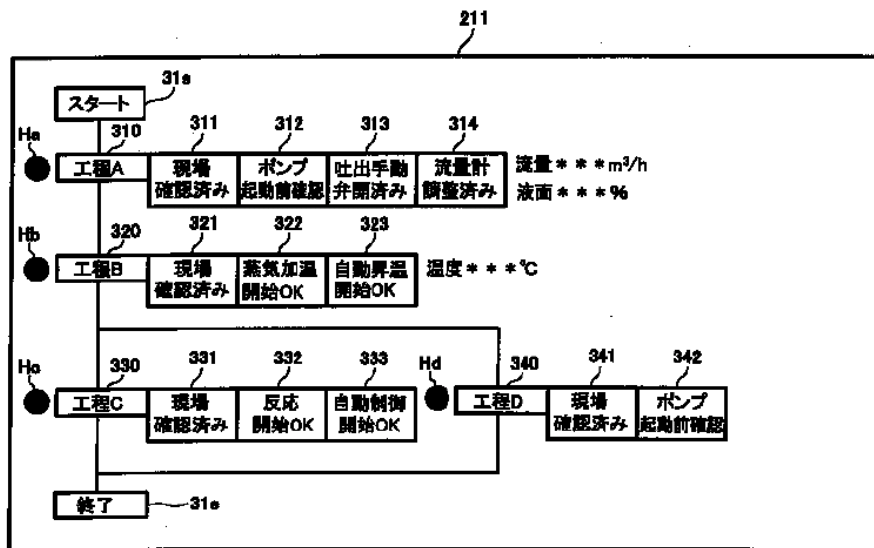 211
スタート
31s
Ha
310
311
312
313
314
工程A
現場
確認済み
ポンプ
起動前確認
吐出手動
弁開済み
流量計
調整済み
流量＊＊＊m³/h
液面＊＊＊%
Hb
320
321
322
323
工程B
現場
確認済み
蒸気加温
開始OK
自動昇温
開始OK
温度＊＊＊℃
Hc
330
331
332
333
工程C
現場
確認済み
反応
開始OK
自動制御
開始OK
Hd
340
341
342
工程D
現場
確認済み
ポンプ
起動前確認
終了
31e